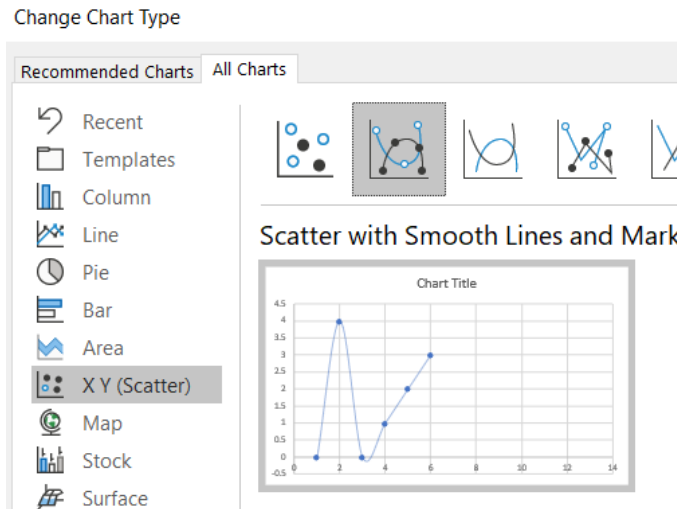 Change Chart Type
Recommended Charts
All Charts
Recent
Templates
Column
Line
Pie
Bar
Area
X Y (Scatter)
Map
Stock
Surface
Scatter with Smooth Lines and Mark
Chart Title
4.5
4
3.5
3
2.5
2
1.5
1
0.5
0
-0.5
0 2 4 6 8 10 12 14